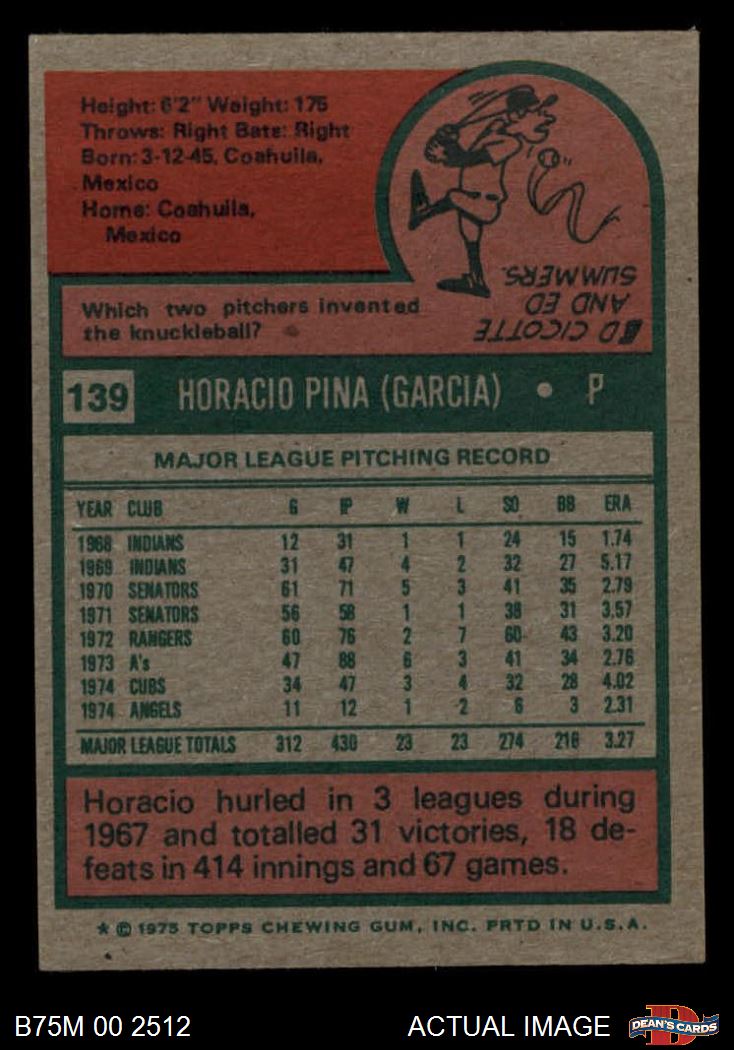 Height: 6'2" Weight: 175
Throws: Right Bats: Right
Born: 3-12-45, Coahuila,
Mexico
Home: Coahuila,
Mexico
Which two pitchers invented
the knuckleball?
ED CICOTTE
AND ED
SUMMERS.
139 HORACIO PINA (GARCIA) • P
MAJOR LEAGUE PITCHING RECORD
YEAR CLUB G IP W L SO BB ERA
1968 INDIANS 12 31 1 1 24 15 1.74
1969 INDIANS 31 47 4 2 32 27 5.17
1970 SENATORS 61 71 5 3 41 35 2.79
1971 SENATORS 56 58 1 1 38 31 3.57
1972 RANGERS 60 76 2 7 60 43 3.20
1973 A's 47 88 6 3 41 34 2.76
1974 CUBS 34 47 3 4 32 28 4.02
1974 ANGELS 11 12 1 2 6 3 2.31
MAJOR LEAGUE TOTALS 312 430 23 23 274 216 3.27
Horacio hurled in 3 leagues during
1967 and totalled 31 victories, 18 de-
feats in 414 innings and 67 games.
* © 1975 TOPPS CHEWING GUM, INC. PRTD IN U.S.A.
B75M 00 2512 ACTUAL IMAGE D DEAN'S CARDS